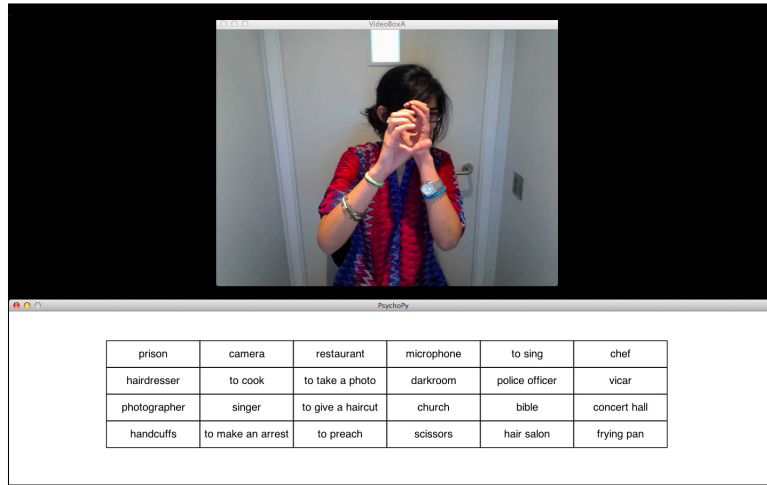 VideoBoxA
PsychoPy
prison camera restaurant microphone to sing chef
hairdresser to cook to take a photo darkroom police officer vicar
photographer singer to give a haircut church bible concert hall
handcuffs to make an arrest to preach scissors hair salon frying pan